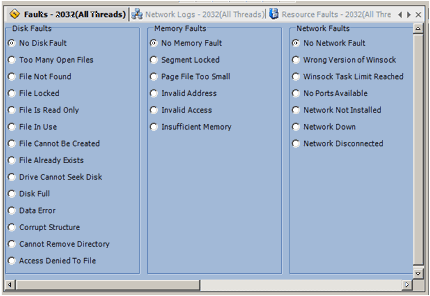 Faults - 2032(All Threads)
Network Logs - 2032(All Threads)
Resource Faults - 2032(All Thre
Disk Faults
No Disk Fault
Too Many Open Files
File Not Found
File Locked
File Is Read Only
File In Use
File Cannot Be Created
File Already Exists
Drive Cannot Seek Disk
Disk Full
Data Error
Corrupt Structure
Cannot Remove Directory
Access Denied To File
Memory Faults
No Memory Fault
Segment Locked
Page File Too Small
Invalid Address
Invalid Access
Insufficient Memory
Network Faults
No Network Fault
Wrong Version of Winsock
Winsock Task Limit Reached
No Ports Available
Network Not Installed
Network Down
Network Disconnected